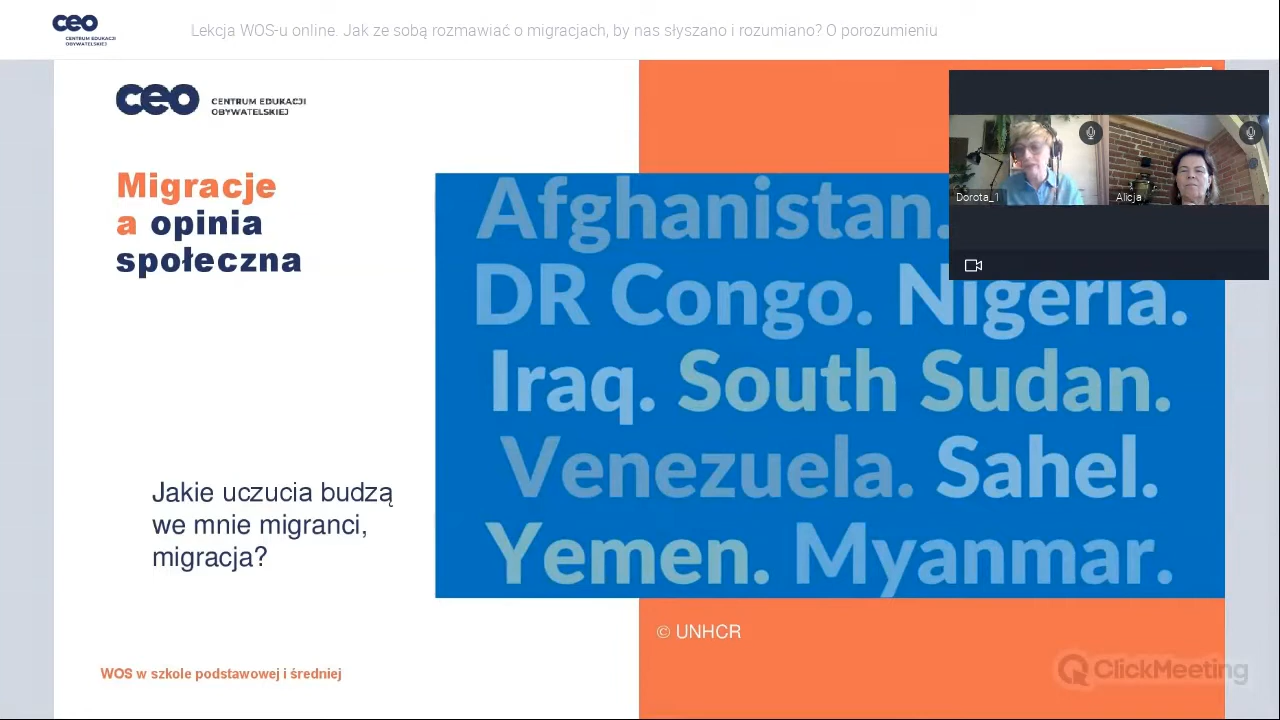 ceo
CENTRUM EDUKACJI
OBYWATELSKIEJ
Lekcja WOS-u online. Jak ze sobą rozmawiać o migracjach, by nas słyszano i rozumiano? O porozumieniu
ceo
CENTRUM EDUKACJI
OBYWATELSKIEJ
Migracje
a opinia
społeczna
Afghanistan.
DR Congo. Nigeria.
Iraq. South Sudan.
Venezuela. Sahel.
Yemen. Myanmar.
Dorota_1
Alicja
Jakie uczucia budzą
we mnie migranci,
migracja?
© UNHCR
WOS w szkole podstawowej i średniej
ClickMeeting